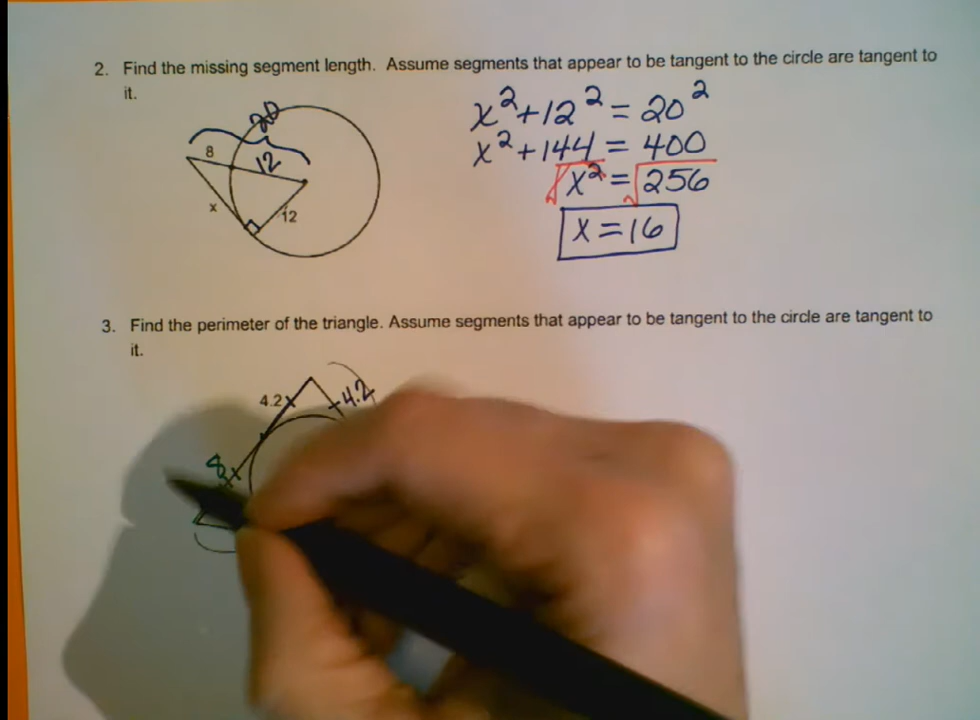 2. Find the missing segment length. Assume segments that appear to be tangent to the circle are tangent to
it.
20
8
12
x
12
x² + 12² = 20²
x² + 144 = 400
√x² = √256
x = 16
3. Find the perimeter of the triangle. Assume segments that appear to be tangent to the circle are tangent to
it.
4.2
4.2
8